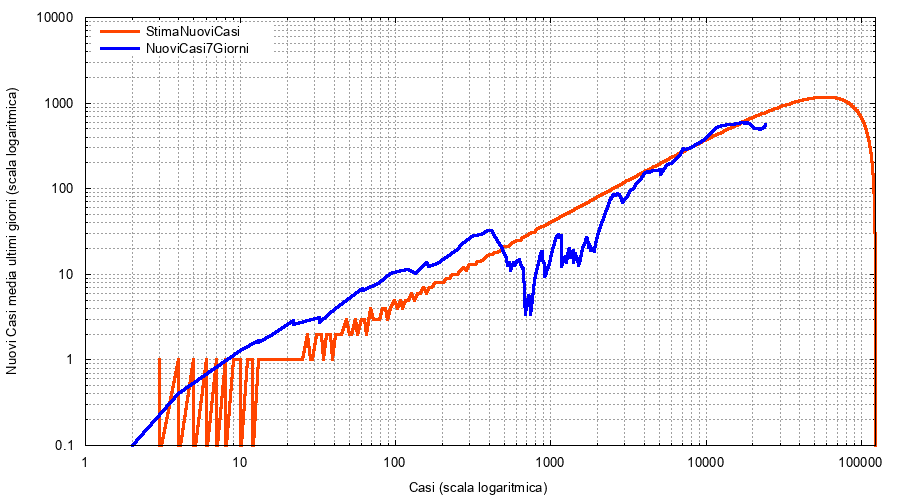 10000
1000
100
10
1
0.1
StimaNuoviCasi
NuoviCasi7Giorni
Nuovi Casi media ultimi giorni (scala logaritmica)
1 10 100 1000 10000 100000
Casi (scala logaritmica)